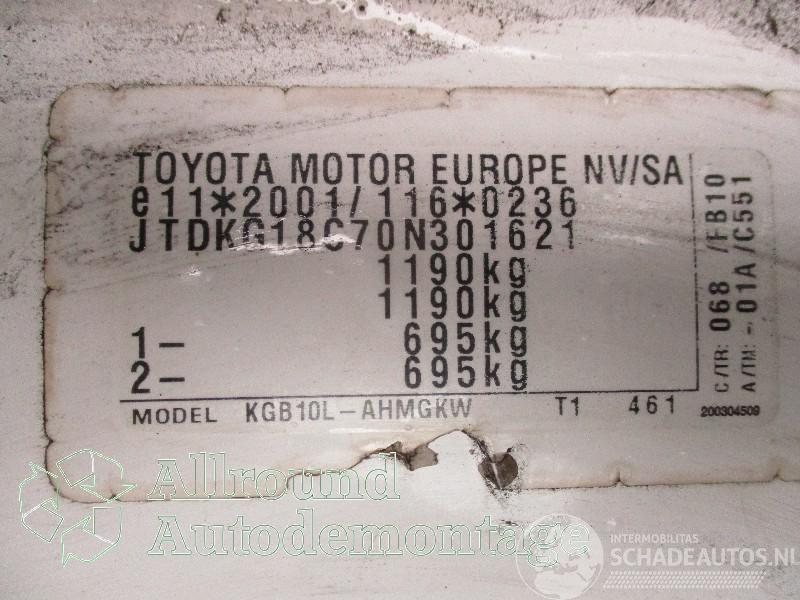 TOYOTA MOTOR EUROPE NV/SA
e11*2001/116*0236
JTDKG18C70N301621
1190kg
1190kg
1- 695kg
2- 695kg
MODEL KGB10L-AHMGKW T1 461
C/TR: 068 /FB10
A/TM: -01A /C551
200304509
Allround
Autodemontage
INTERMOBILITAS
SCHADEAUTOS.NL